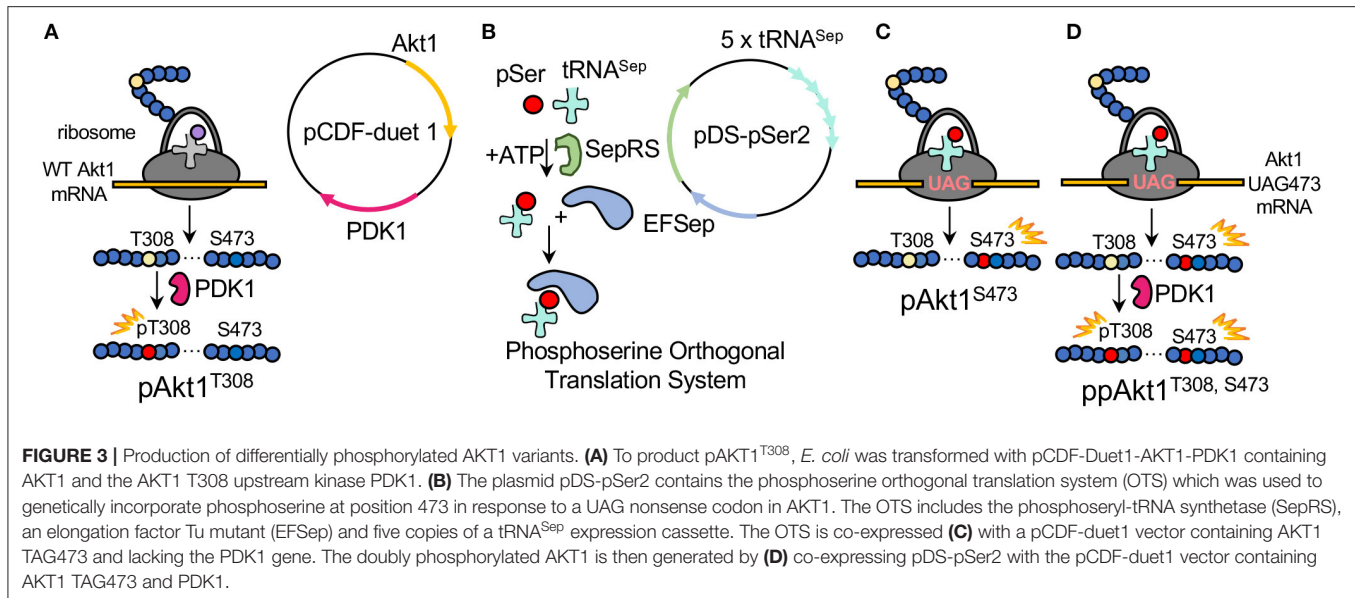 A
Akt1
ribosome
WT Akt1
mRNA
pCDF-duet 1
PDK1
T308 ... S473
PDK1
pT308 S473
...
pAkt1T308
B
pSer tRNASep
5 x tRNASep
+ATP
SepRS
pDS-pSer2
+
EFSep
Phosphoserine Orthogonal
Translation System
C
UAG
T308 S473
...
pAkt1S473
D
UAG
Akt1
UAG473
mRNA
T308 S473
...
PDK1
pT308 S473
...
ppAkt1T308, S473
FIGURE 3 | Production of differentially phosphorylated AKT1 variants. (A) To product pAKT1T308, E. coli was transformed with pCDF-Duet1-AKT1-PDK1 containing
AKT1 and the AKT1 T308 upstream kinase PDK1. (B) The plasmid pDS-pSer2 contains the phosphoserine orthogonal translation system (OTS) which was used to
genetically incorporate phosphoserine at position 473 in response to a UAG nonsense codon in AKT1. The OTS includes the phosphoseryl-tRNA synthetase (SepRS),
an elongation factor Tu mutant (EFSep) and five copies of a tRNASep expression cassette. The OTS is co-expressed (C) with a pCDF-duet1 vector containing AKT1
TAG473 and lacking the PDK1 gene. The doubly phosphorylated AKT1 is then generated by (D) co-expressing pDS-pSer2 with the pCDF-duet1 vector containing
AKT1 TAG473 and PDK1.